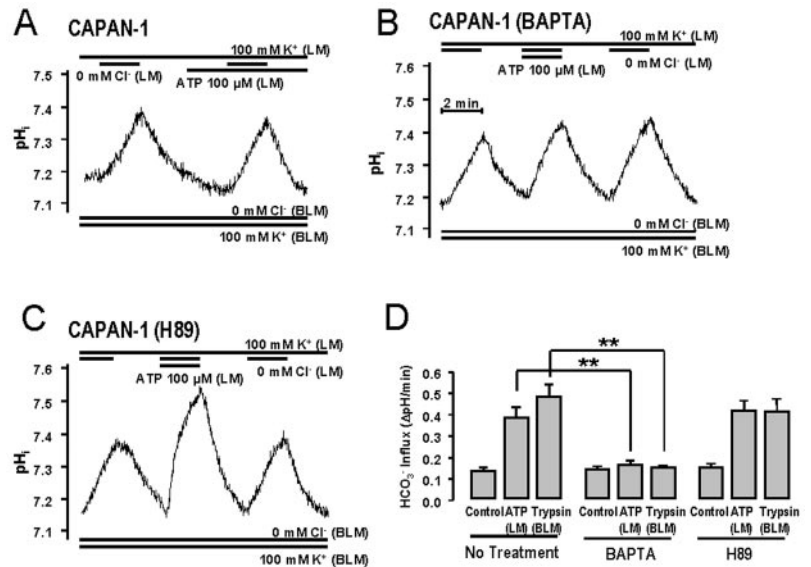 A CAPAN-1
100 mM K⁺ (LM)
0 mM Cl⁻ (LM)
ATP 100 µM (LM)
pHi
7.5
7.4
7.3
7.2
7.1
0 mM Cl⁻ (BLM)
100 mM K⁺ (BLM)
B CAPAN-1 (BAPTA)
100 mM K⁺ (LM)
0 mM Cl⁻ (LM)
ATP 100 µM (LM)
2 min
pHi
7.6
7.5
7.4
7.3
7.2
7.1
0 mM Cl⁻ (BLM)
100 mM K⁺ (BLM)
C CAPAN-1 (H89)
100 mM K⁺ (LM)
0 mM Cl⁻ (LM)
ATP 100 µM (LM)
pHi
7.6
7.5
7.4
7.3
7.2
7.1
0 mM Cl⁻ (BLM)
100 mM K⁺ (BLM)
D
**
**
HCO₃⁻ Influx (ΔpH/min)
0.6
0.5
0.4
0.3
0.2
0.1
0.0
Control ATP Trypsin Control ATP Trypsin Control ATP Trypsin
(LM) (BLM) (LM) (BLM) (LM) (BLM)
No Treatment BAPTA H89